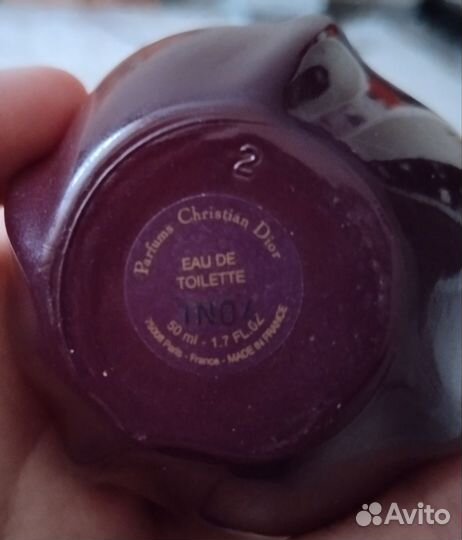 2
Parfums Christian Dior
EAU DE
TOILETTE
50 ml - 1.7 FL.OZ
75008 Paris - France - MADE IN FRANCE
Avito